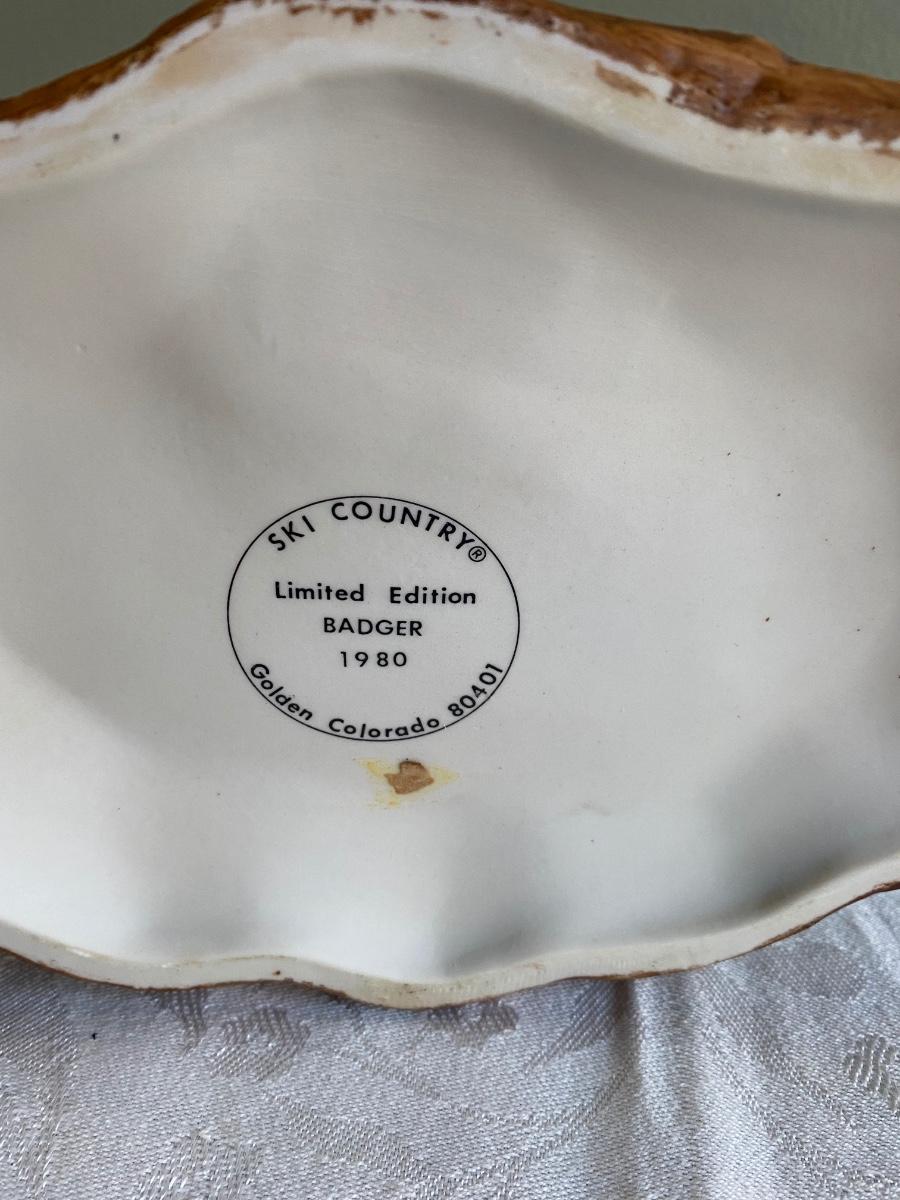 SKI COUNTRY®
Limited Edition
BADGER
1980
Golden Colorado 80401